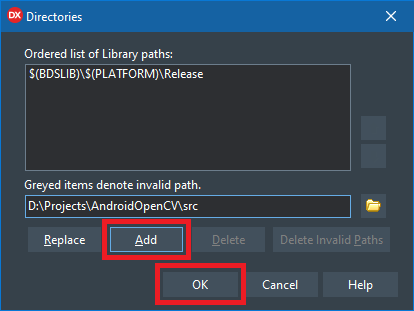 DX Directories
Ordered list of Library paths:
$(BDSLIB)\$(PLATFORM)\Release
Greyed items denote invalid path.
D:\Projects\AndroidOpenCV\src
Replace Add Delete Delete Invalid Paths
OK Cancel Help